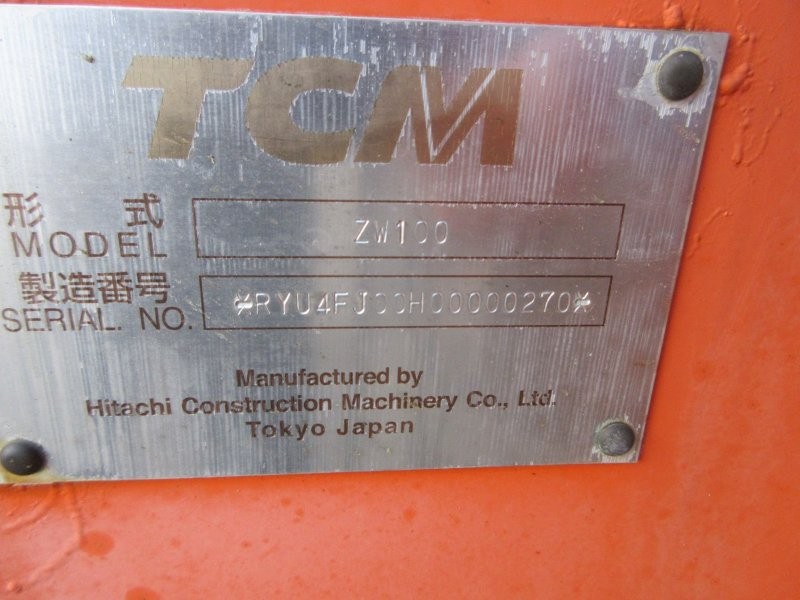 TCM
形 式
MODEL ZW100
製造番号
SERIAL. NO. *RYU4FJ00H00000270*
Manufactured by
Hitachi Construction Machinery Co., Ltd.
Tokyo Japan